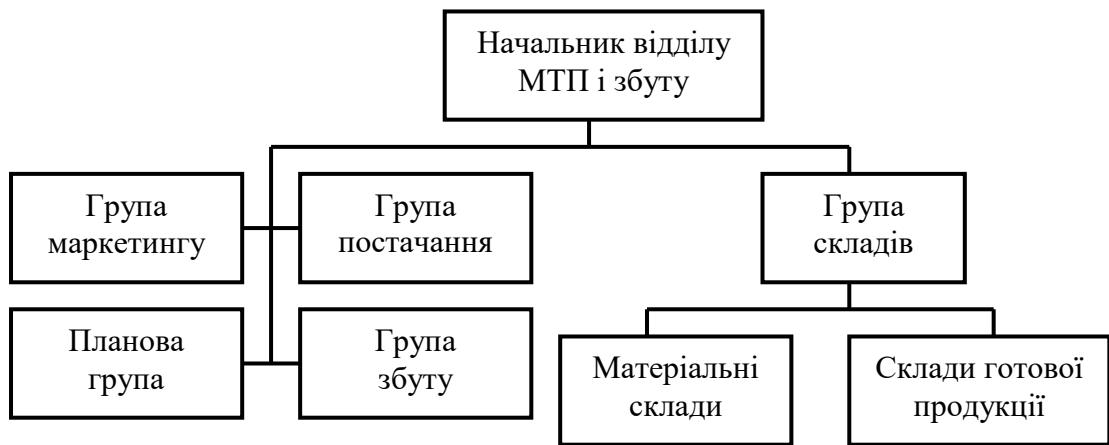 Начальник відділу
МТП і збуту
Група
маркетингу
Група
постачання
Група
складів
Планова
група
Група
збуту
Матеріальні
склади
Склади готової
продукції